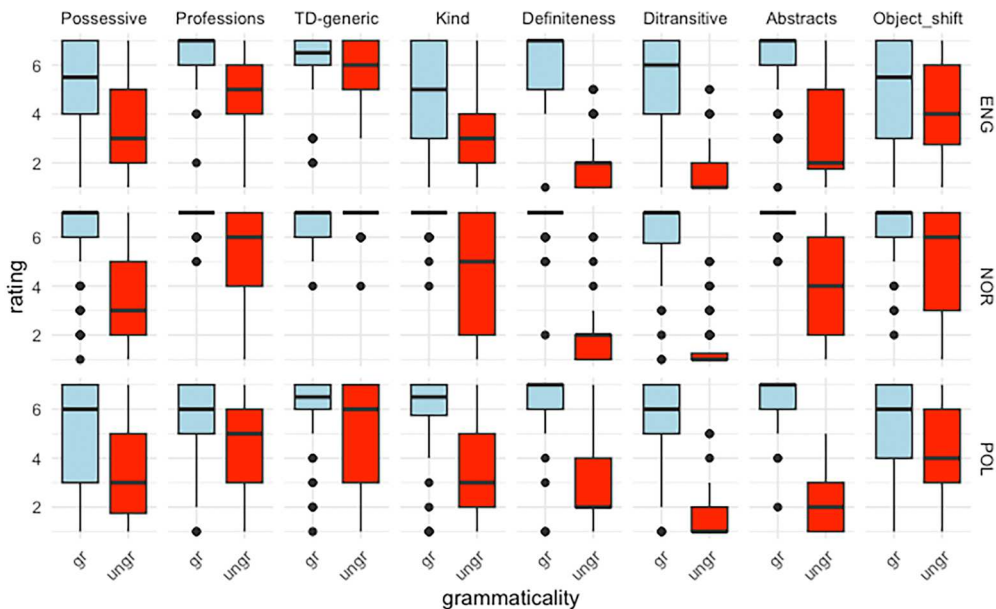 Possessive Professions TD-generic Kind Definiteness Ditransitive Abstracts Object_shift
6
4
2
ENG
6
4
2
NOR
6
4
2
POL
rating
gr ungr gr ungr gr ungr gr ungr gr ungr gr ungr gr ungr gr ungr
grammaticality